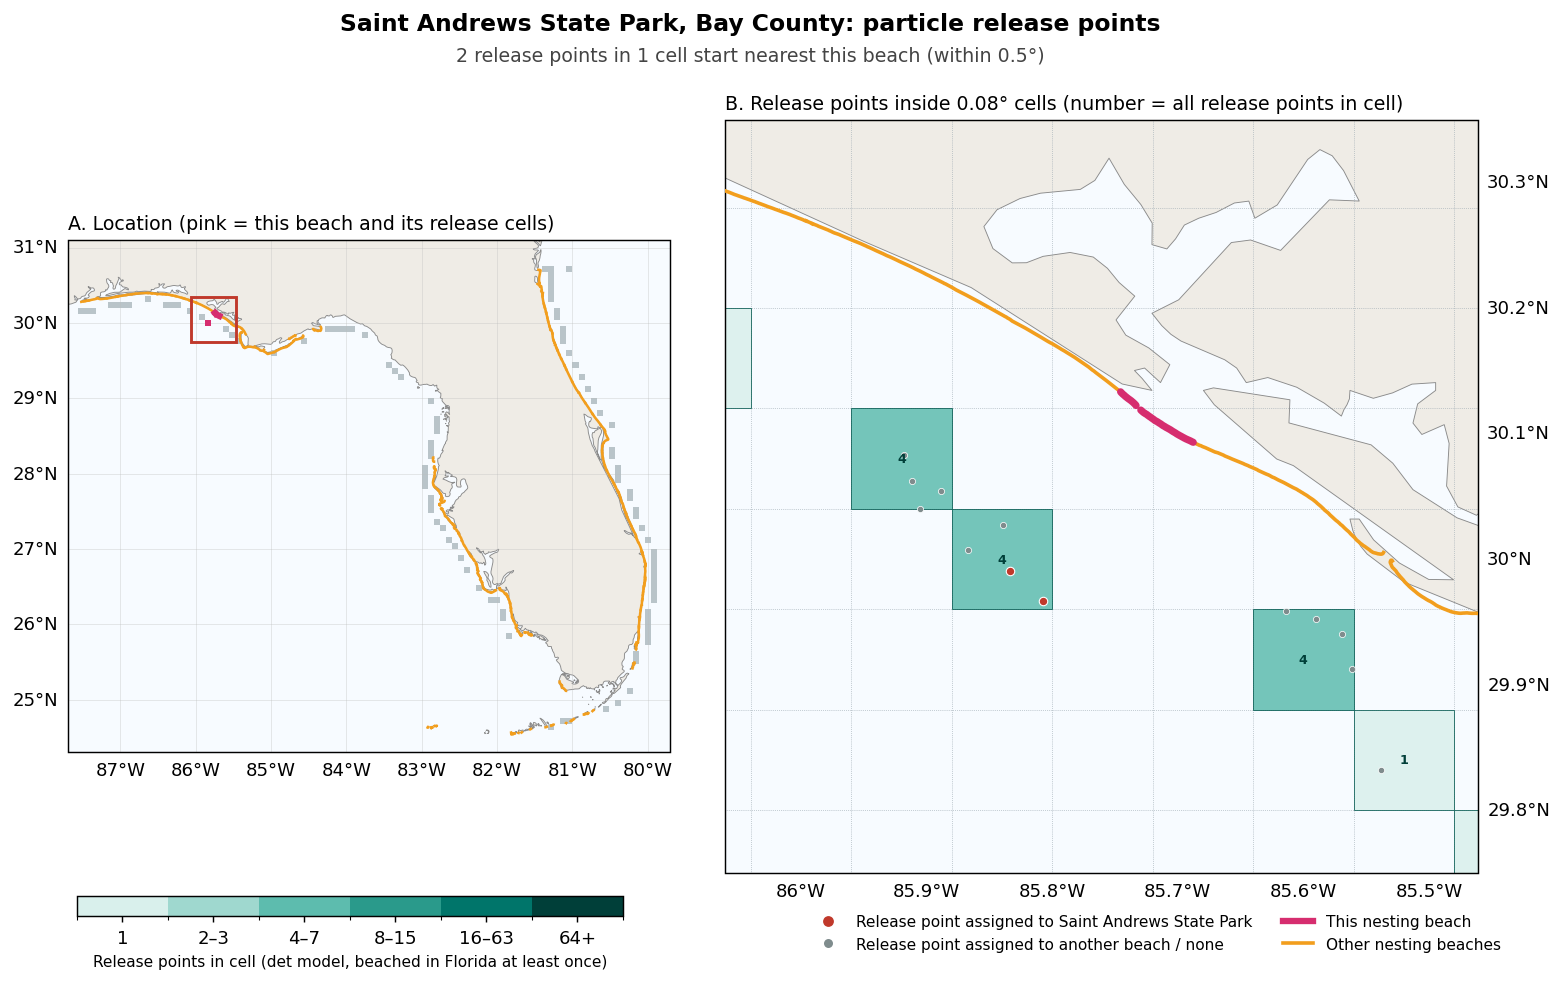 Saint Andrews State Park, Bay County: particle release points
2 release points in 1 cell start nearest this beach (within 0.5°)
A. Location (pink = this beach and its release cells)
31°N
30°N
29°N
28°N
27°N
26°N
25°N
87°W 86°W 85°W 84°W 83°W 82°W 81°W 80°W
1 2–3 4–7 8–15 16–63 64+
Release points in cell (det model, beached in Florida at least once)
B. Release points inside 0.08° cells (number = all release points in cell)
4
4
4
1
30.3°N
30.2°N
30.1°N
30°N
29.9°N
29.8°N
86°W 85.9°W 85.8°W 85.7°W 85.6°W 85.5°W
Release point assigned to Saint Andrews State Park
Release point assigned to another beach / none
This nesting beach
Other nesting beaches